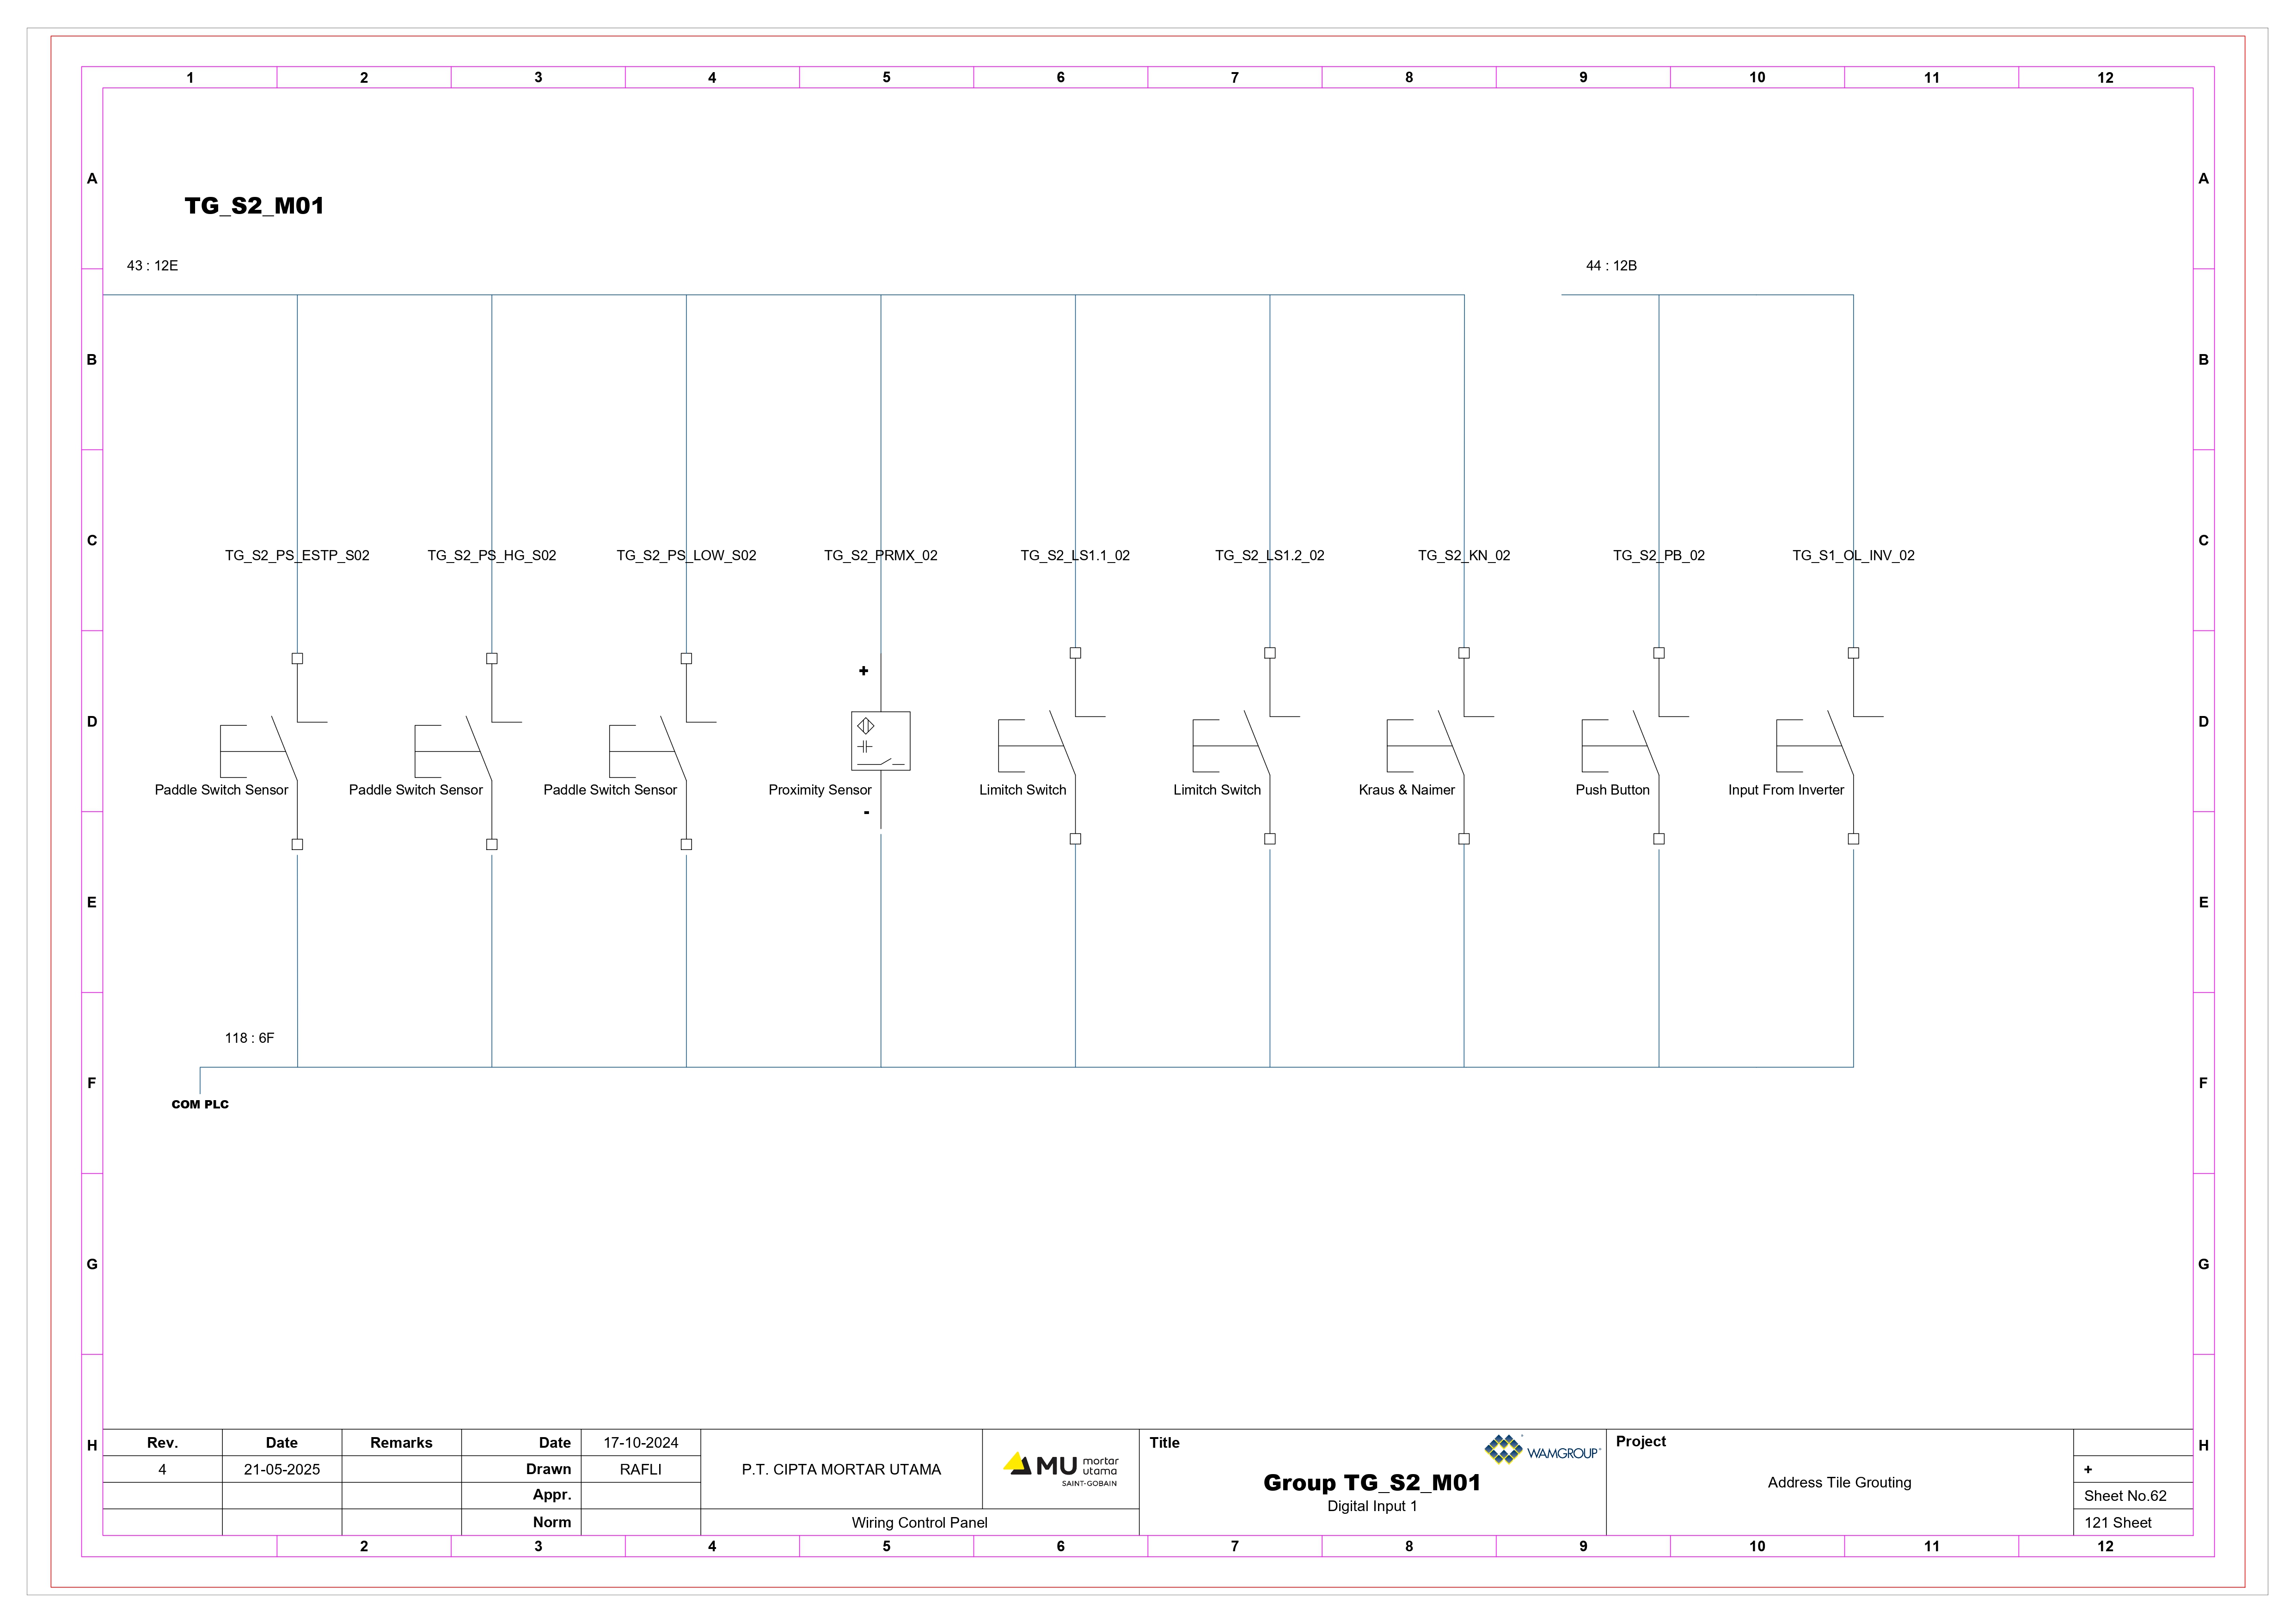 1 2 3 4 5 6 7 8 9 10 11 12
A A
TG_S2_M01
43 : 12E 44 : 12B
B B
C C
TG_S2_PS_ESTP_S02 TG_S2_PS_HG_S02 TG_S2_PS_LOW_S02 TG_S2_PRMX_02 TG_S2_LS1.1_02 TG_S2_LS1.2_02 TG_S2_KN_02 TG_S2_PB_02 TG_S1_OL_INV_02
+
D D
Paddle Switch Sensor Paddle Switch Sensor Paddle Switch Sensor Proximity Sensor Limitch Switch Limitch Switch Kraus & Naimer Push Button Input From Inverter
-
E E
118 : 6F
F F
COM PLC
G G
H H
Rev. Date Remarks Date 17-10-2024
4 21-05-2025 Drawn RAFLI
Appr.
Norm
P.T. CIPTA MORTAR UTAMA
MU mortar utama
SAINT-GOBAIN
Wiring Control Panel
Title
WAMGROUP
Group TG_S2_M01
Digital Input 1
Project
Address Tile Grouting
+
Sheet No.62
121 Sheet
2 3 4 5 6 7 8 9 10 11 12